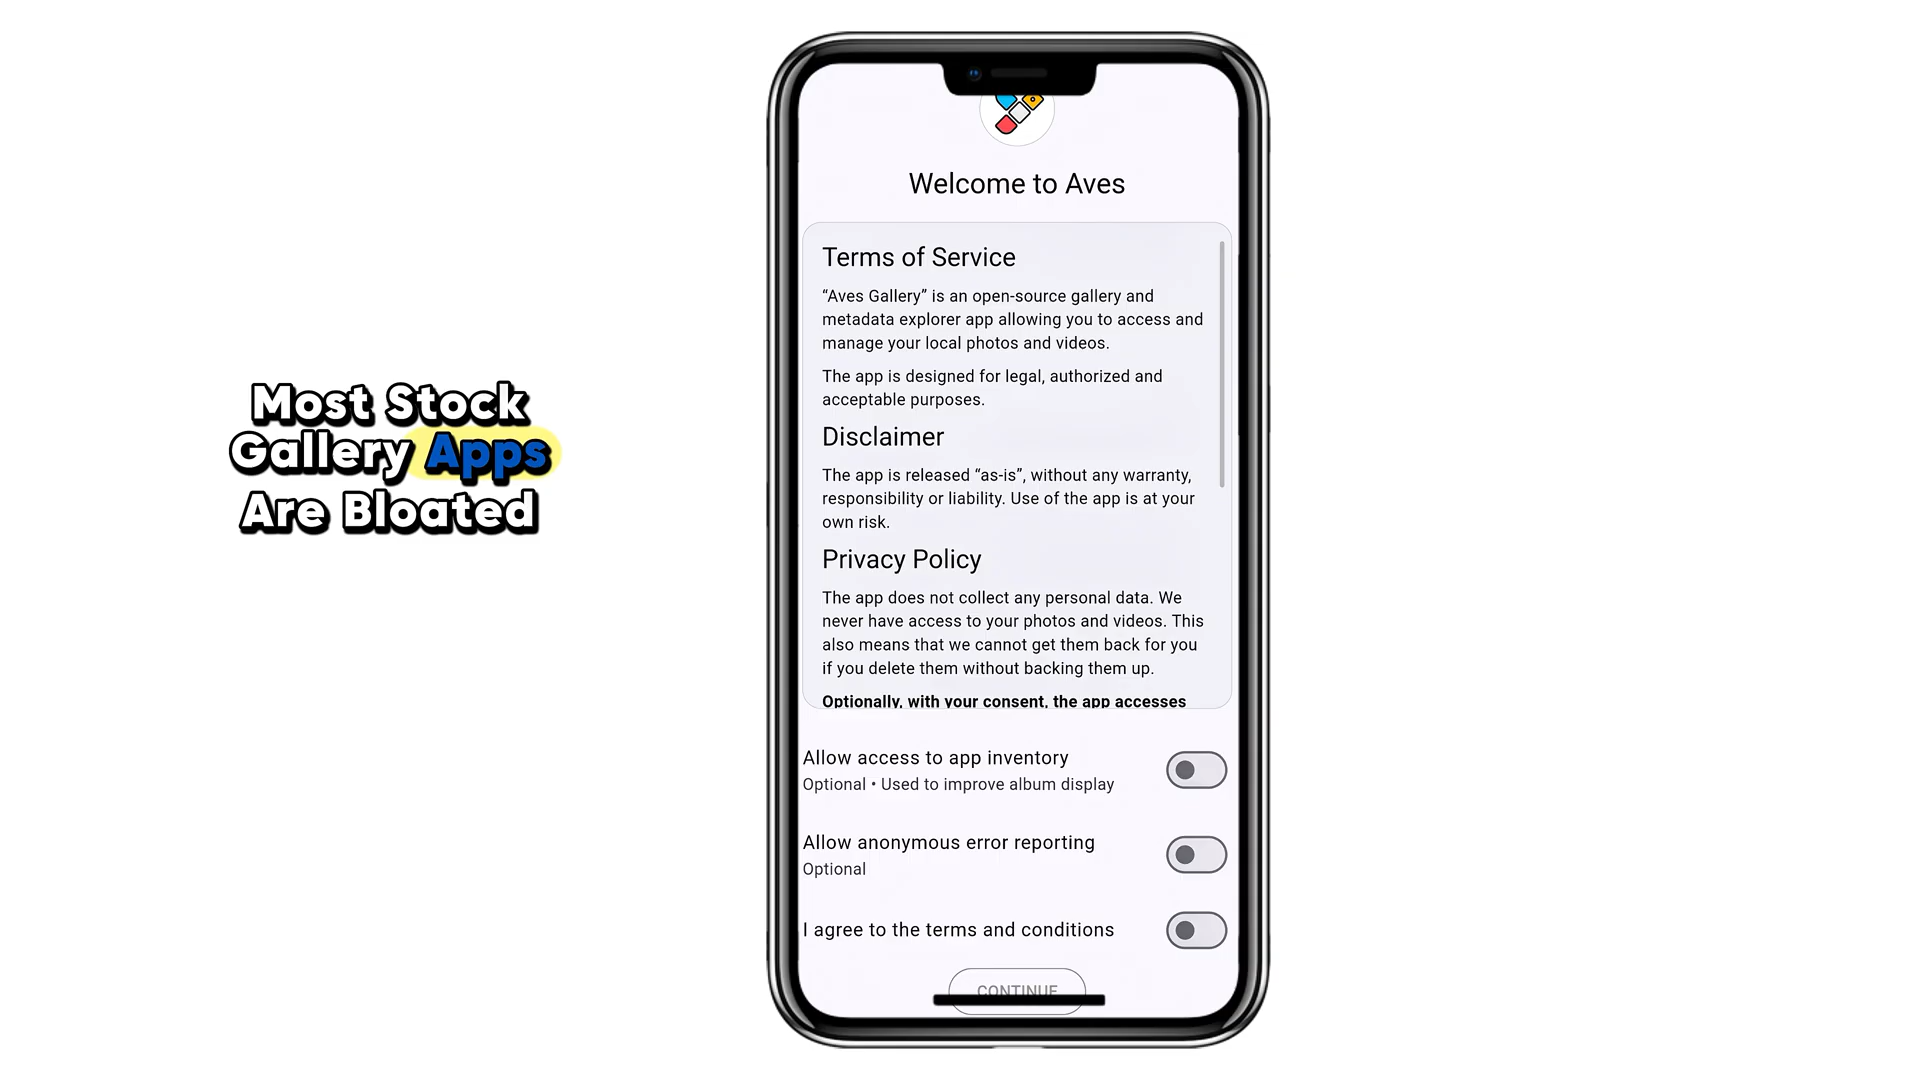 Most Stock
Gallery Apps
Are Bloated
Welcome to Aves
Terms of Service
“Aves Gallery” is an open-source gallery and
metadata explorer app allowing you to access and
manage your local photos and videos.
The app is designed for legal, authorized and
acceptable purposes.
Disclaimer
The app is released “as-is”, without any warranty,
responsibility or liability. Use of the app is at your
own risk.
Privacy Policy
The app does not collect any personal data. We
never have access to your photos and videos. This
also means that we cannot get them back for you
if you delete them without backing them up.
Optionally, with your consent, the app accesses
Allow access to app inventory
Optional • Used to improve album display
Allow anonymous error reporting
Optional
I agree to the terms and conditions
CONTINUE